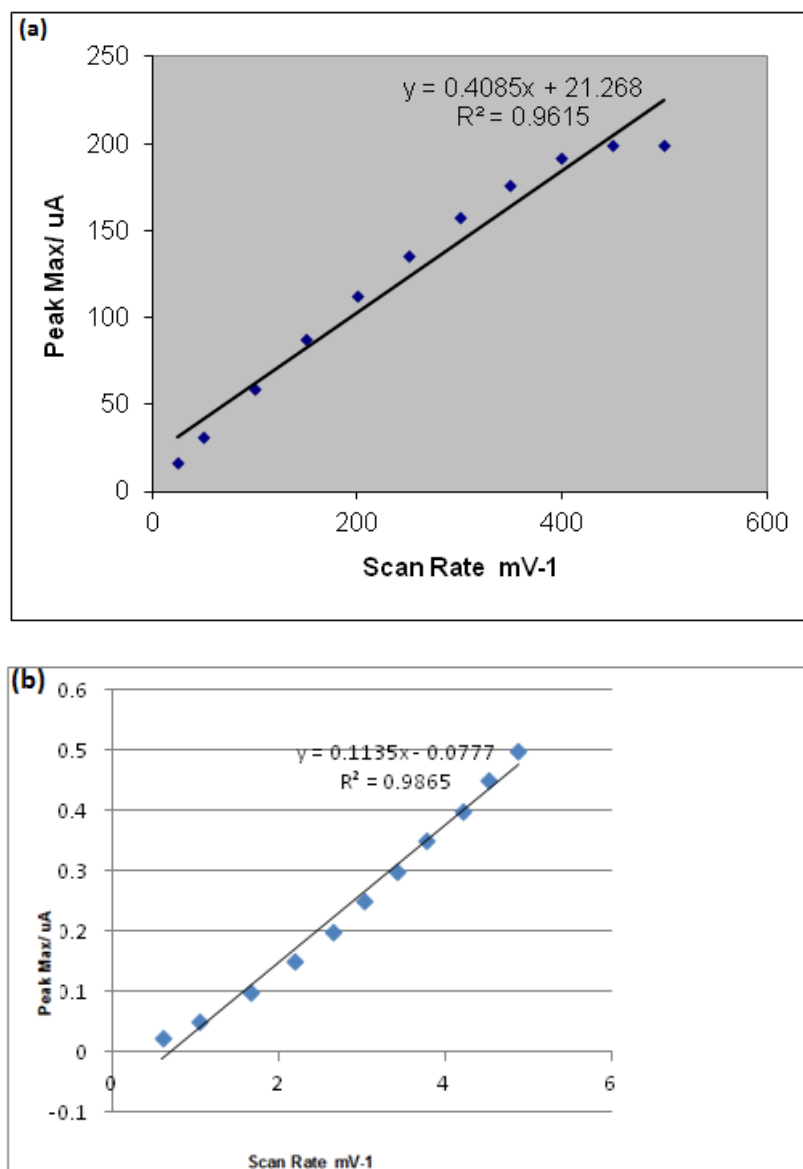 (a)
250
200
150
100
50
0
y = 0.4085x + 21.268
R² = 0.9615
Peak Max/ uA
0 200 400 600
Scan Rate mV-1
(b)
0.6
0.5
0.4
0.3
0.2
0.1
0
-0.1
y = 0.1135x - 0.0777
R² = 0.9865
Peak Max/ uA
0 2 4 6
Scan Rate mV-1